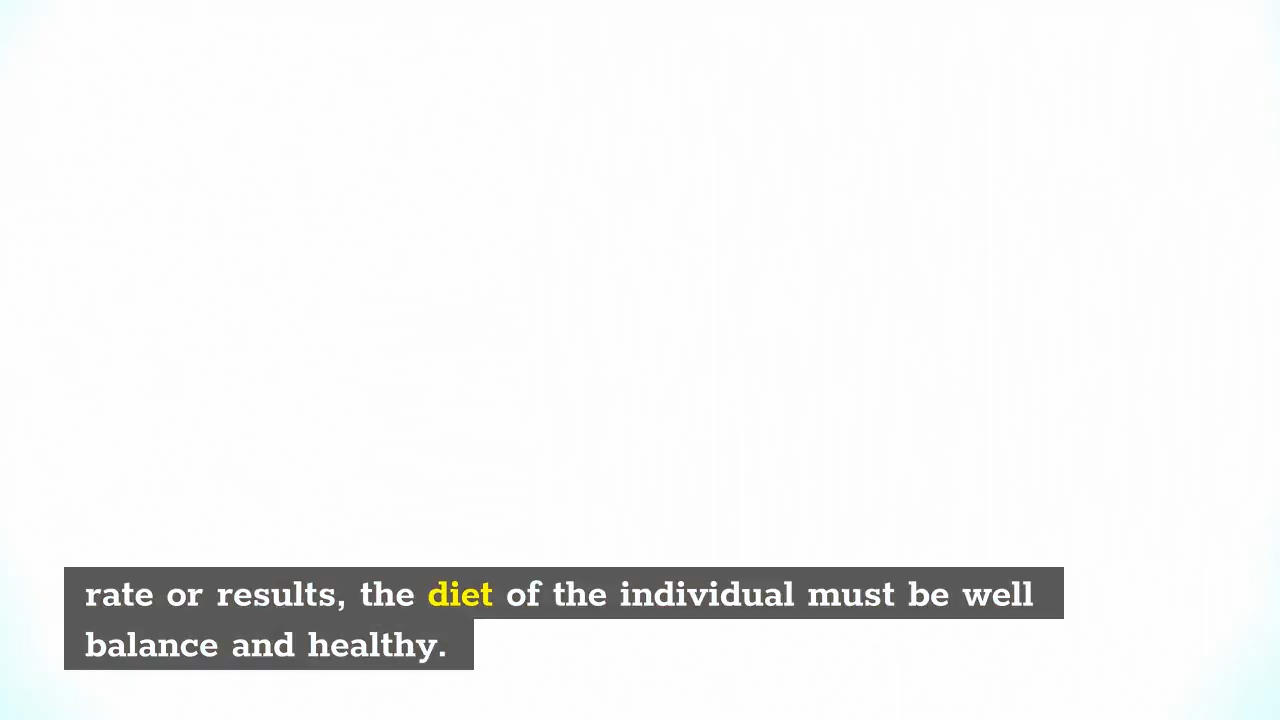 rate or results, the diet of the individual must be well
balance and healthy.